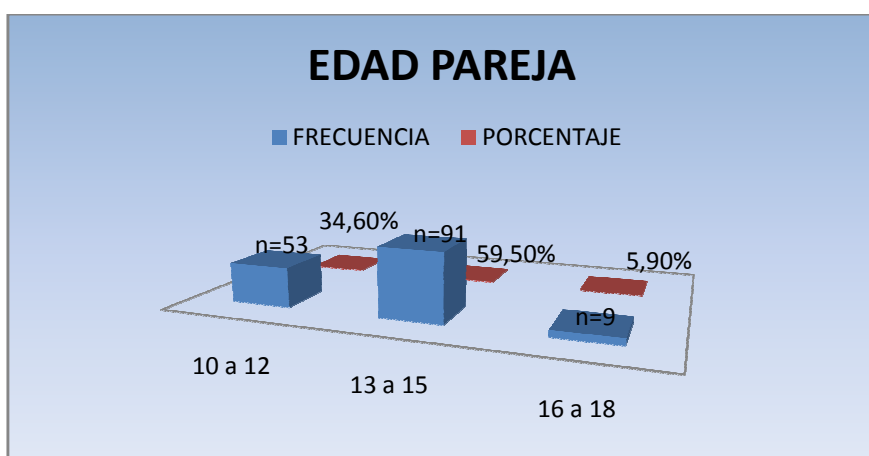 EDAD PAREJA
FRECUENCIA PORCENTAJE
34,60%
n=53
n=91
59,50%
5,90%
n=9
10 a 12
13 a 15
16 a 18